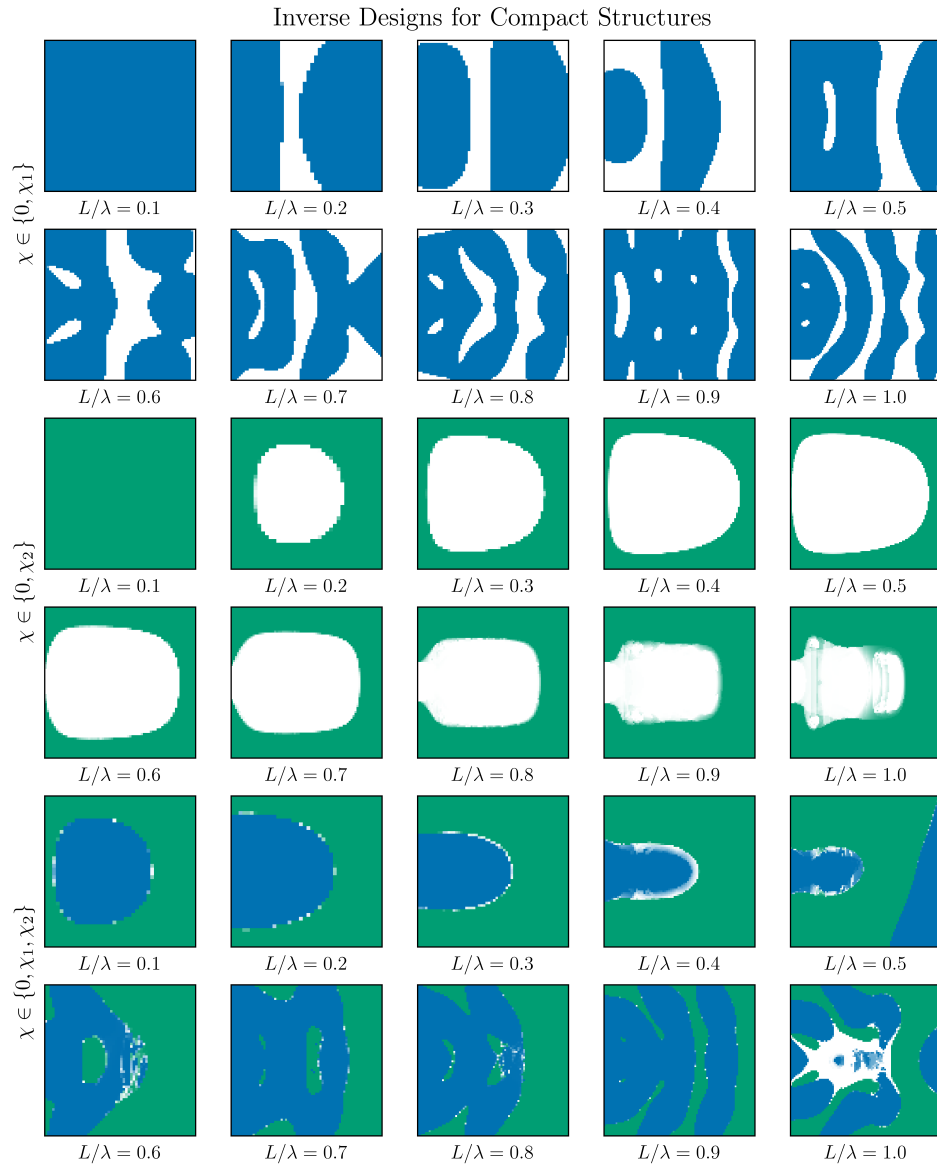 Inverse Designs for Compact Structures
χ ∈ {0, χ₁}
L/λ = 0.1 L/λ = 0.2 L/λ = 0.3 L/λ = 0.4 L/λ = 0.5
L/λ = 0.6 L/λ = 0.7 L/λ = 0.8 L/λ = 0.9 L/λ = 1.0
χ ∈ {0, χ₂}
L/λ = 0.1 L/λ = 0.2 L/λ = 0.3 L/λ = 0.4 L/λ = 0.5
L/λ = 0.6 L/λ = 0.7 L/λ = 0.8 L/λ = 0.9 L/λ = 1.0
χ ∈ {0, χ₁, χ₂}
L/λ = 0.1 L/λ = 0.2 L/λ = 0.3 L/λ = 0.4 L/λ = 0.5
L/λ = 0.6 L/λ = 0.7 L/λ = 0.8 L/λ = 0.9 L/λ = 1.0